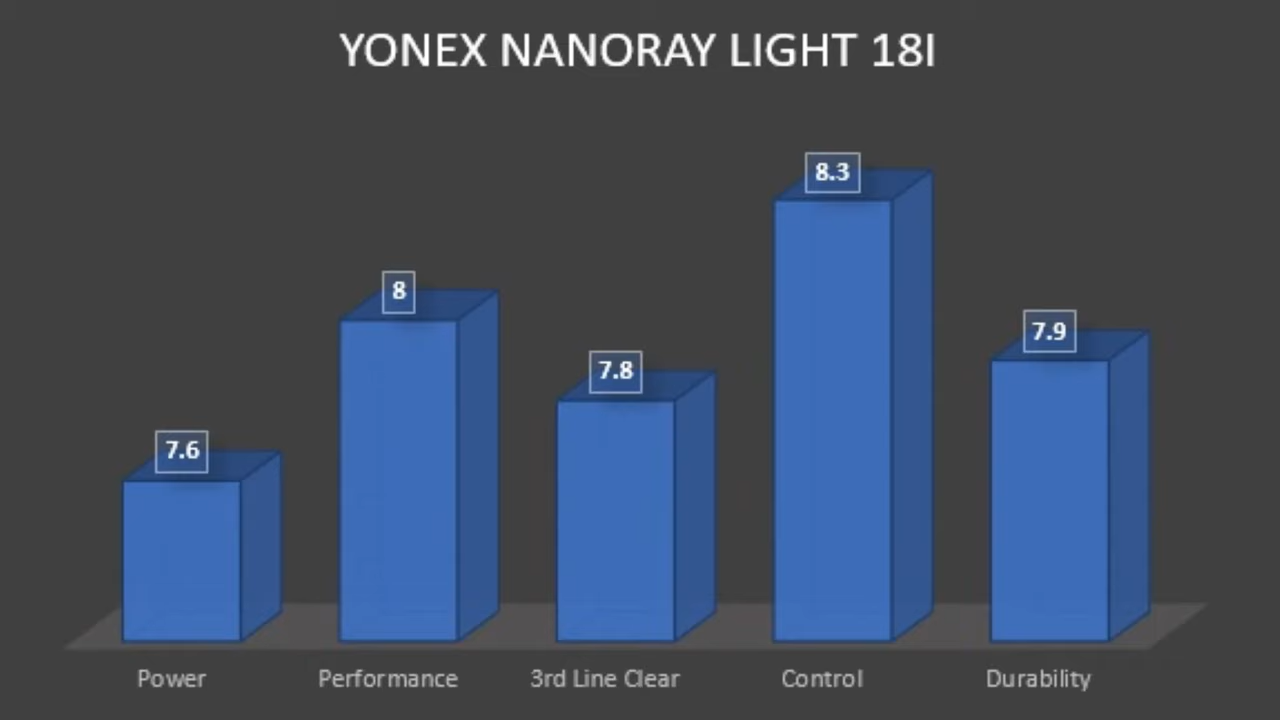 YONEX NANORAY LIGHT 18I
8.3
8
7.9
7.8
7.6
Power Performance 3rd Line Clear Control Durability